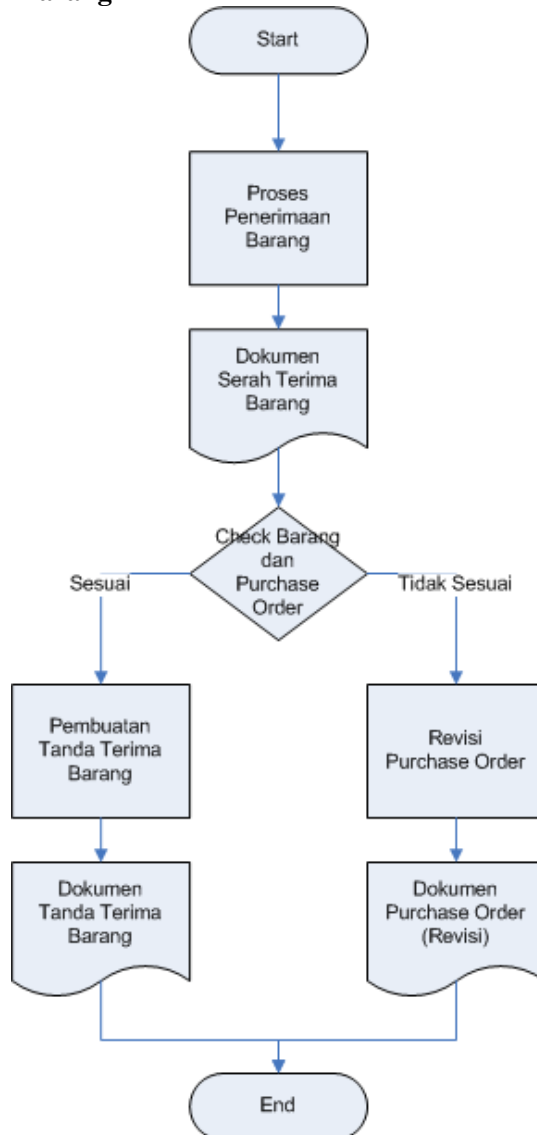 Start
Proses
Penerimaan
Barang
Dokumen
Serah Terima
Barang
Check Barang
dan
Purchase
Order
Sesuai
Tidak Sesuai
Pembuatan
Tanda Terima
Barang
Revisi
Purchase Order
Dokumen
Tanda Terima
Barang
Dokumen
Purchase Order
(Revisi)
End